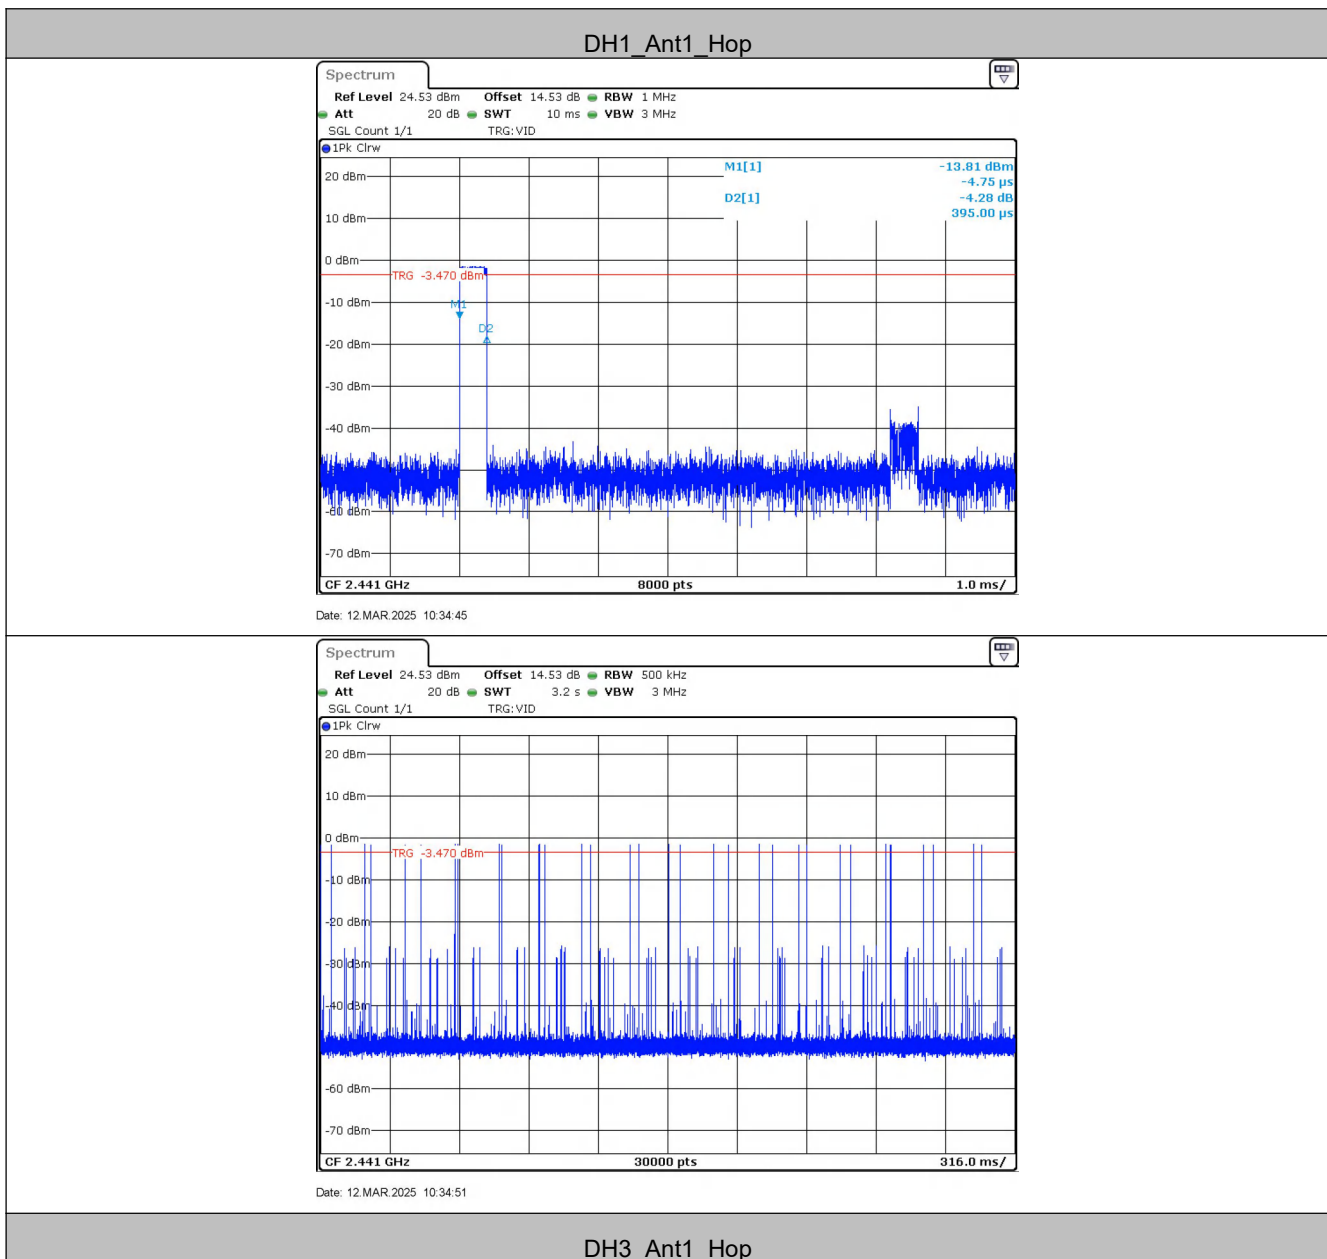 DH1_Ant1_Hop
Spectrum
Ref Level 24.53 dBm Offset 14.53 dB RBW 1 MHz
Att 20 dB SWT 10 ms VBW 3 MHz
SGL Count 1/1 TRG:VID
1Pk Clrw
M1[1] -13.81 dBm
-4.75 µs
D2[1] -4.28 dB
395.00 µs
20 dBm
10 dBm
0 dBm
TRG -3.470 dBm
-10 dBm
M1
D2
-20 dBm
-30 dBm
-40 dBm
-60 dBm
-70 dBm
CF 2.441 GHz 8000 pts 1.0 ms/
Date: 12.MAR.2025 10:34:45
Spectrum
Ref Level 24.53 dBm Offset 14.53 dB RBW 500 kHz
Att 20 dB SWT 3.2 s VBW 3 MHz
SGL Count 1/1 TRG:VID
1Pk Clrw
20 dBm
10 dBm
0 dBm
TRG -3.470 dBm
-10 dBm
-20 dBm
-30 dBm
-40 dBm
-60 dBm
-70 dBm
CF 2.441 GHz 30000 pts 316.0 ms/
Date: 12.MAR.2025 10:34:51
DH3_Ant1_Hop